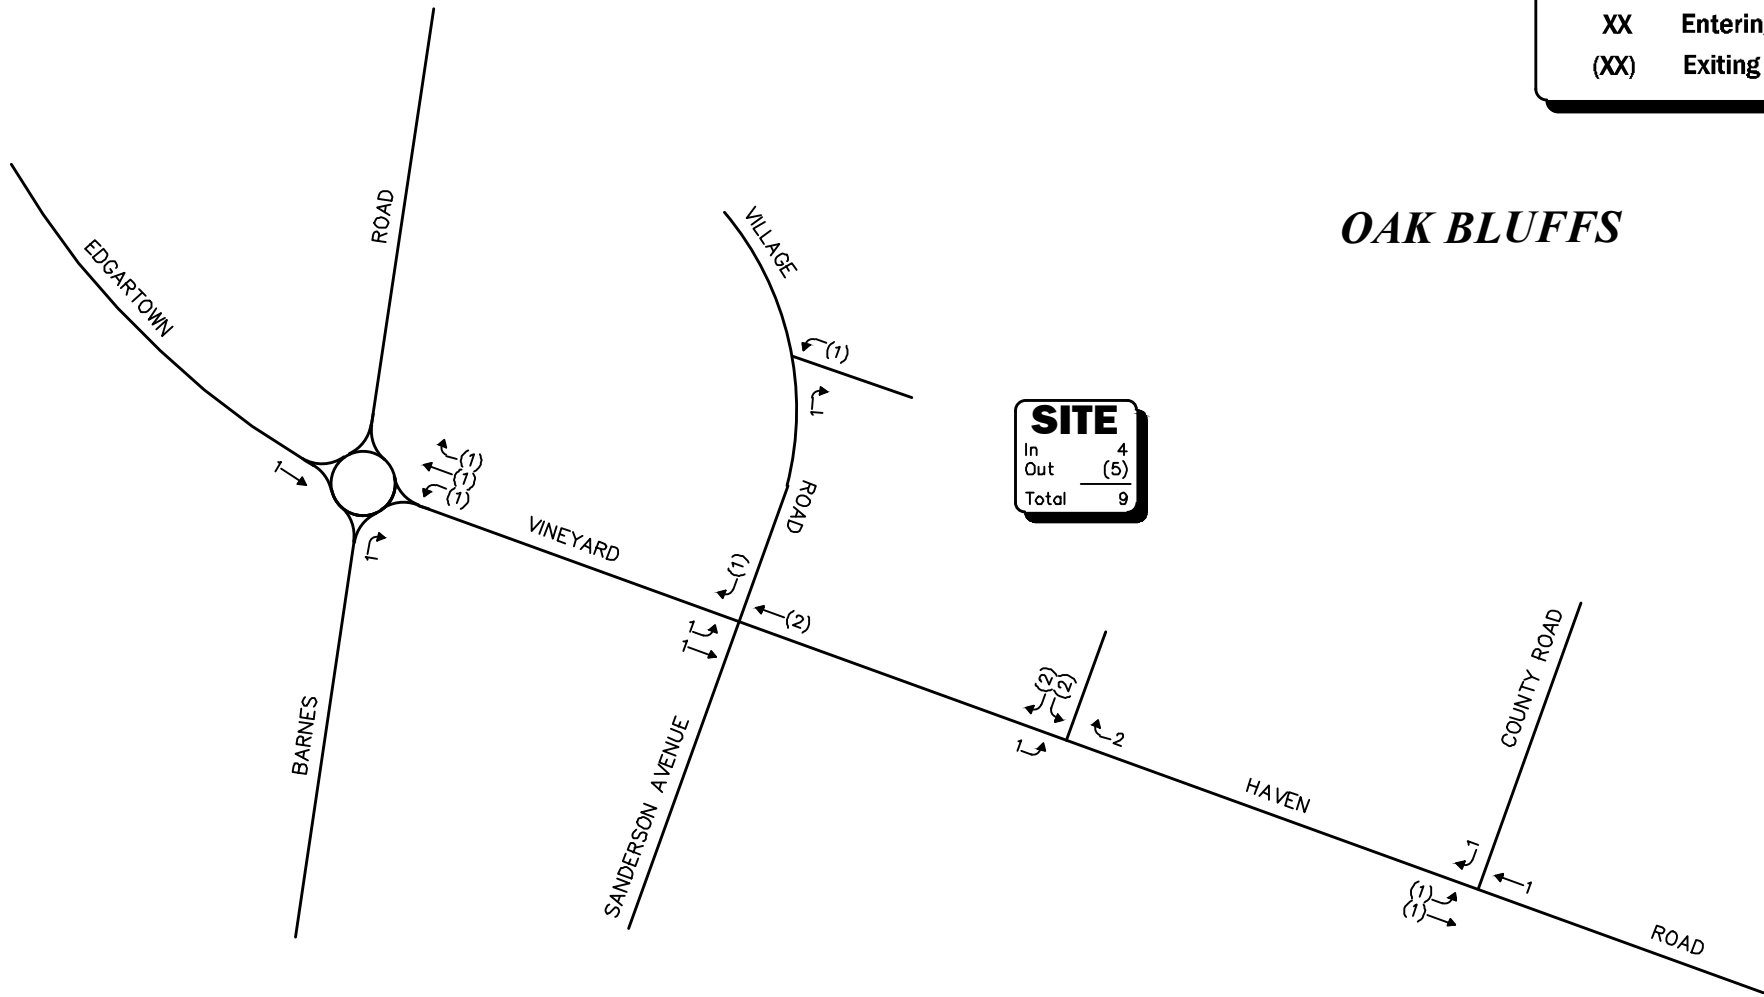 XX Enterin
(XX) Exiting
OAK BLUFFS
ROAD
EDGARTOWN
VILLAGE
(1)
1
SITE
In 4
Out (5)
Total 9
1
(1)
(1)
(1)
1
VINEYARD
ROAD
(1)
(2)
1
1
BARNES
SANDERSON AVENUE
(2)
(2)
1
2
HAVEN
COUNTY ROAD
1
1
(1)
(1)
ROAD